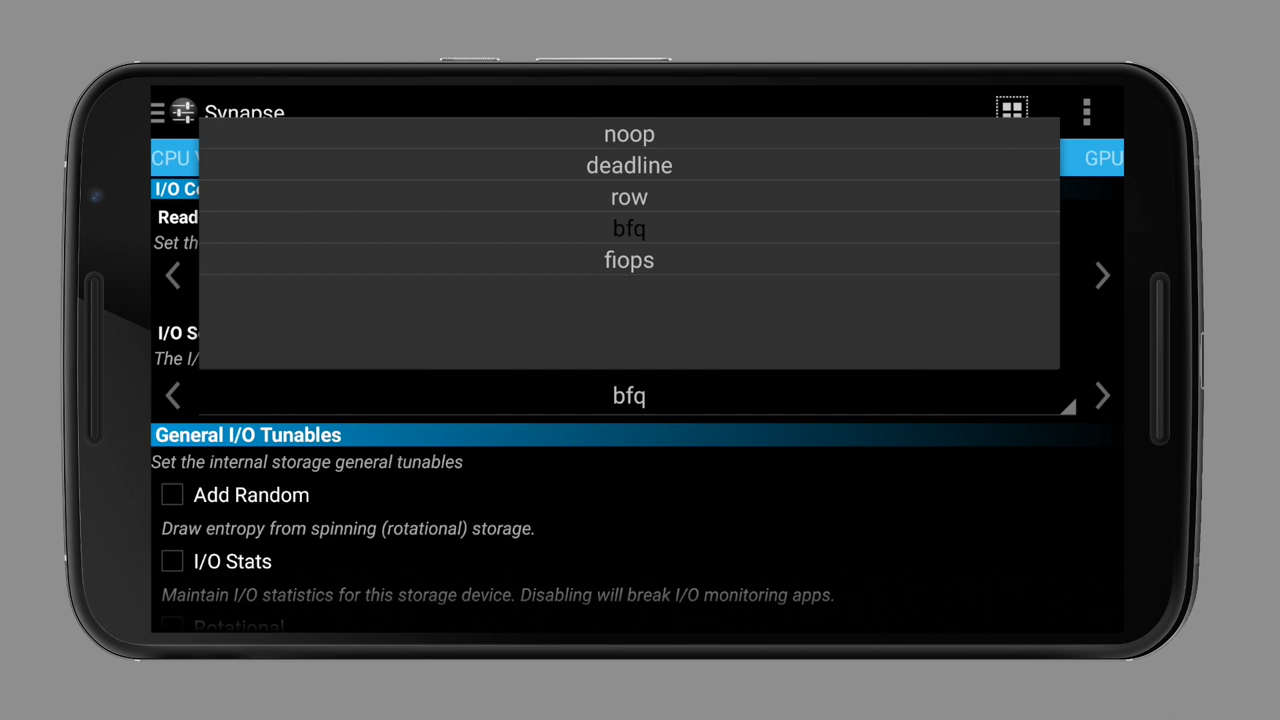 Synapse
CPU
GPU
noop
deadline
row
bfq
fiops
I/O
Read
Set th
I/O S
The I/
bfq
General I/O Tunables
Set the internal storage general tunables
Add Random
Draw entropy from spinning (rotational) storage.
I/O Stats
Maintain I/O statistics for this storage device. Disabling will break I/O monitoring apps.
Rotational